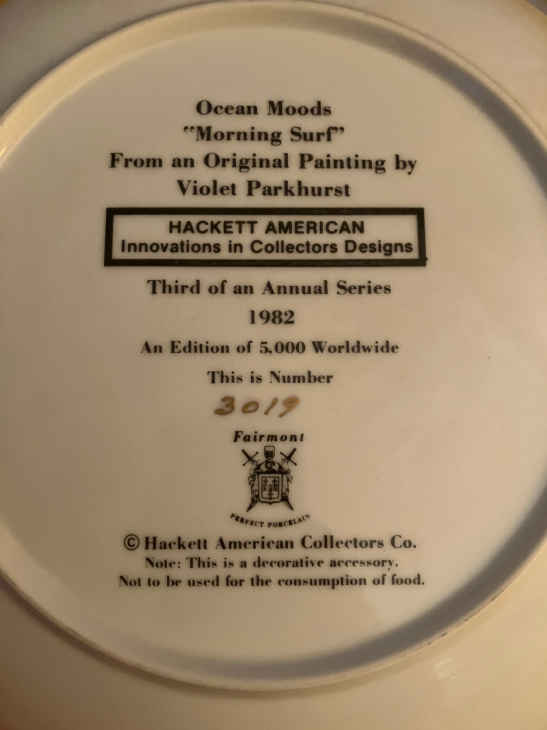 Ocean Moods
"Morning Surf"
From an Original Painting by
Violet Parkhurst
HACKETT AMERICAN
Innovations in Collectors Designs
Third of an Annual Series
1982
An Edition of 5,000 Worldwide
This is Number
3019
Fairmont
PERFECT PORCELAIN
©Hackett American Collectors Co.
Note: This is a decorative accessory.
Not to be used for the consumption of food.